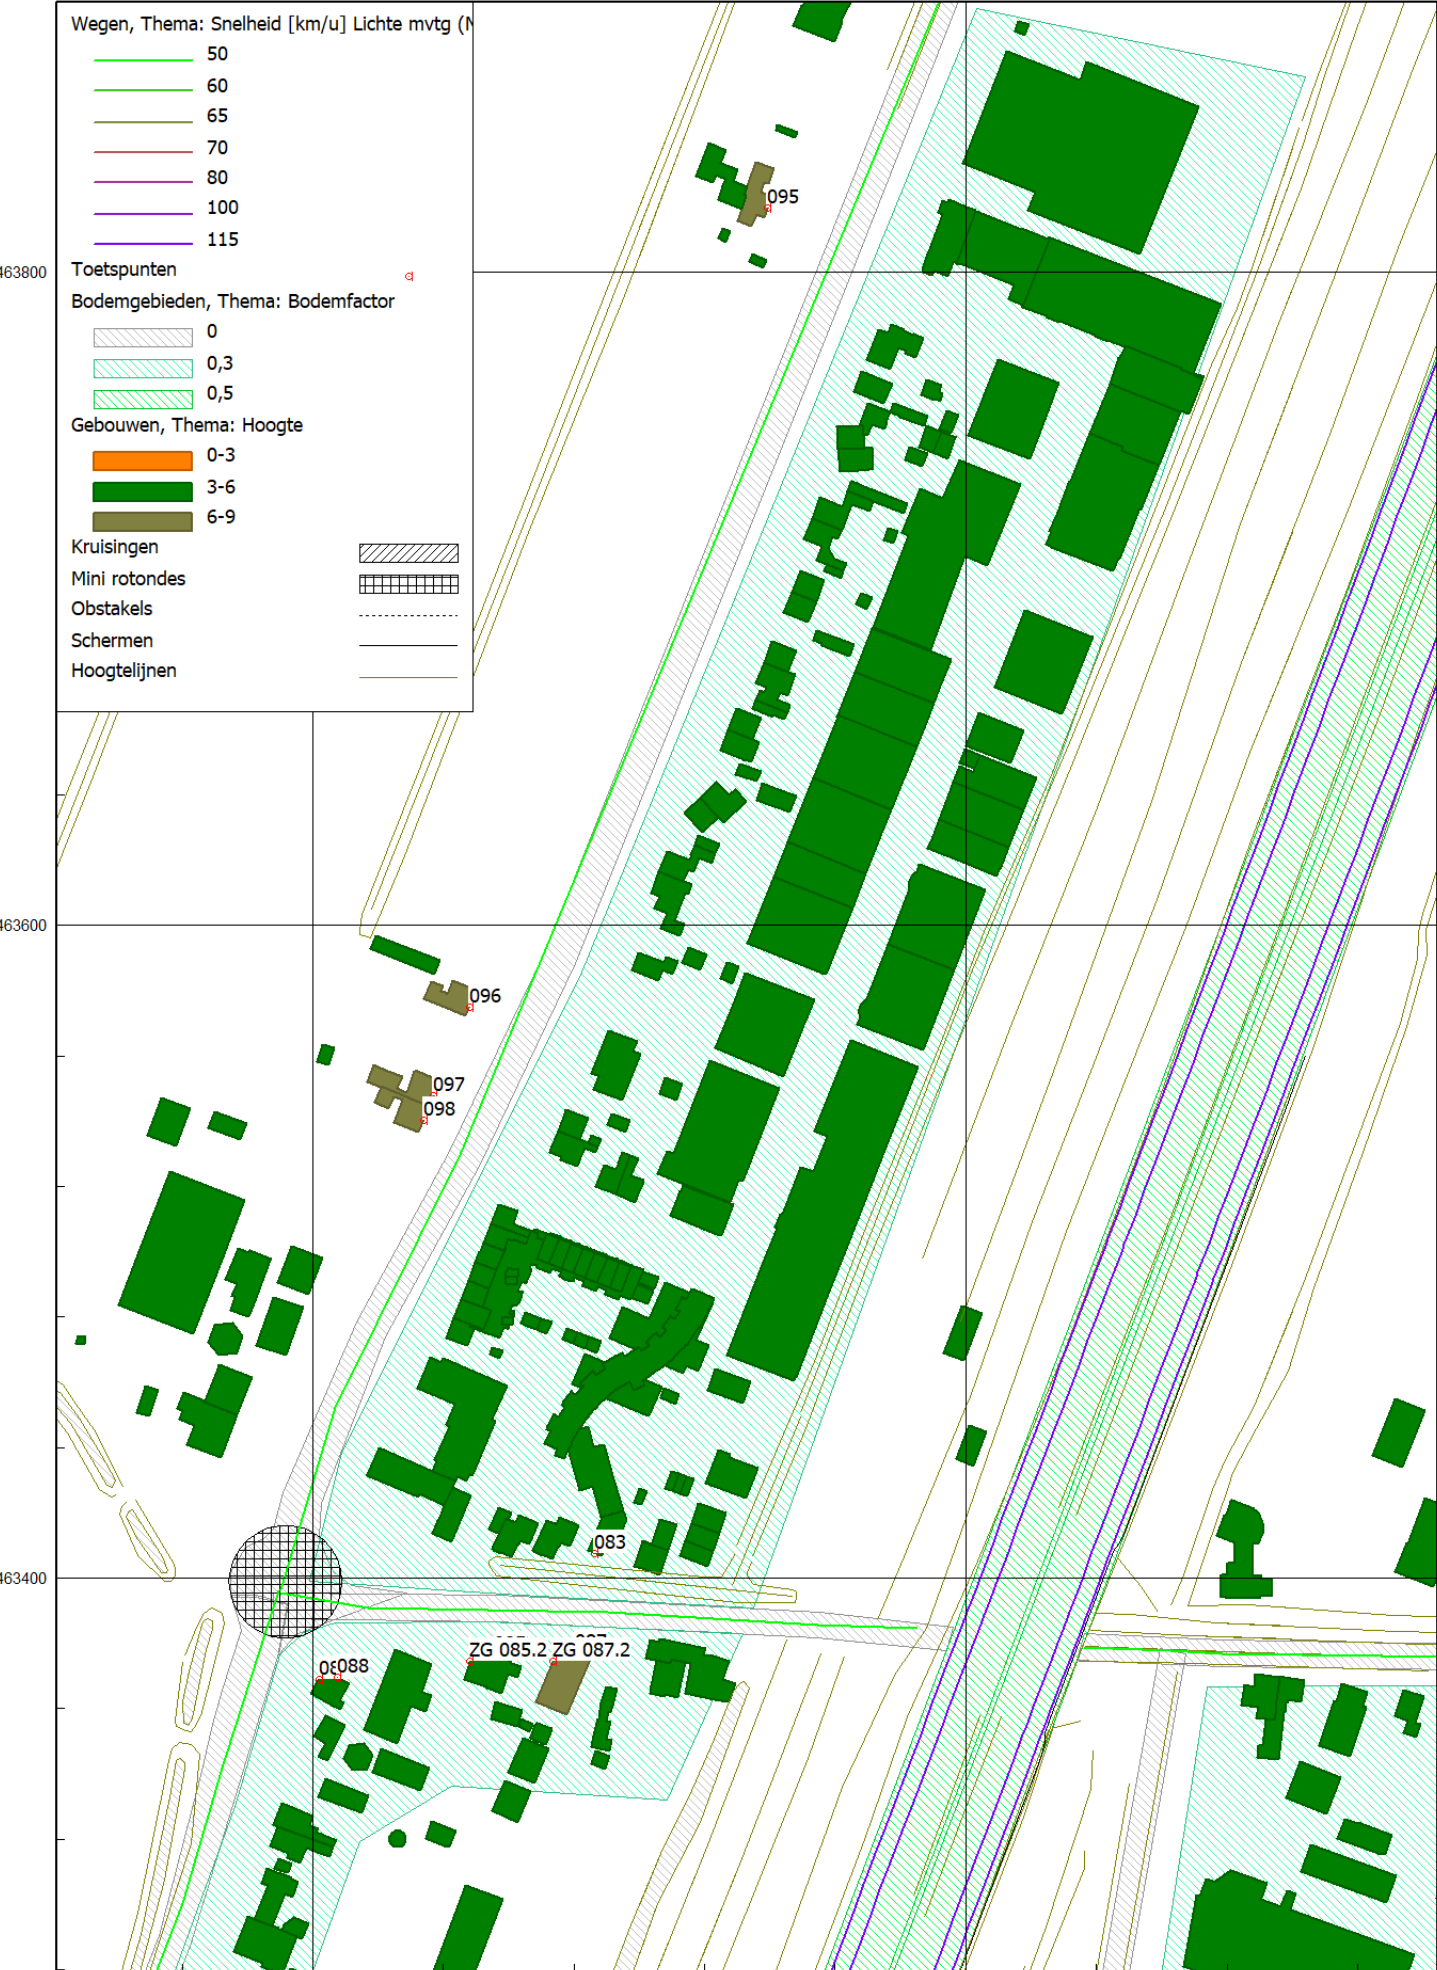 Wegen, Thema: Snelheid [km/u] Lichte mvtg (
50
60
65
70
80
100
115
Toetspunten
Bodemgebieden, Thema: Bodemfactor
0
0,3
0,5
Gebouwen, Thema: Hoogte
0-3
3-6
6-9
Kruisingen
Mini rotondes
Obstakels
Schermen
Hoogtelijnen
095
463800
463600
096
097
098
083
463400
ZG 085.2 ZG 087.2
088